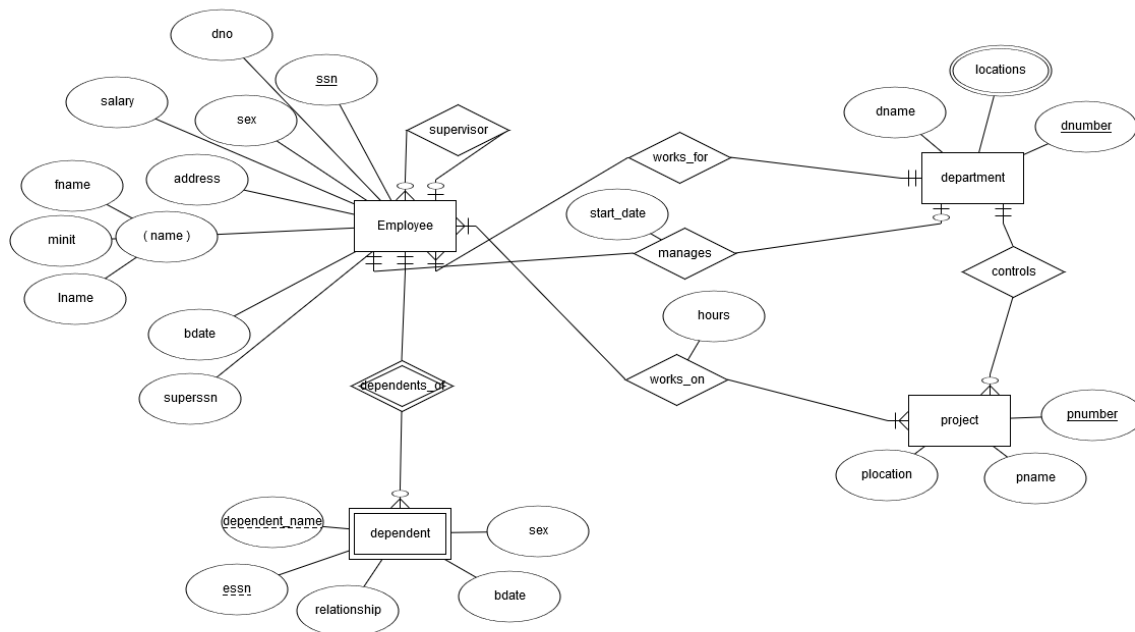 dno
locations
ssn
salary
dname
sex
supervisor
dnumber
works_for
fname
address
department
start_date
Employee
minit
( name )
manages
controls
lname
hours
bdate
works_on
dependents_of
superssn
project
pnumber
plocation
pname
dependent_name
dependent
sex
essn
relationship
bdate